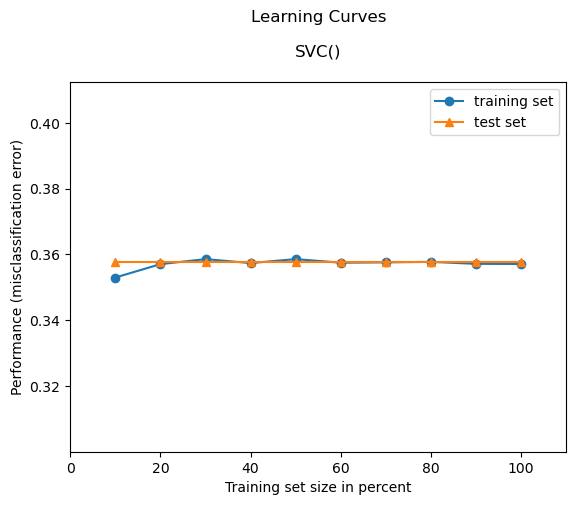 Learning Curves
SVC()
training set
test set
0.40
0.38
0.36
0.34
0.32
Performance (misclassification error)
0
20
40
60
80
100
Training set size in percent